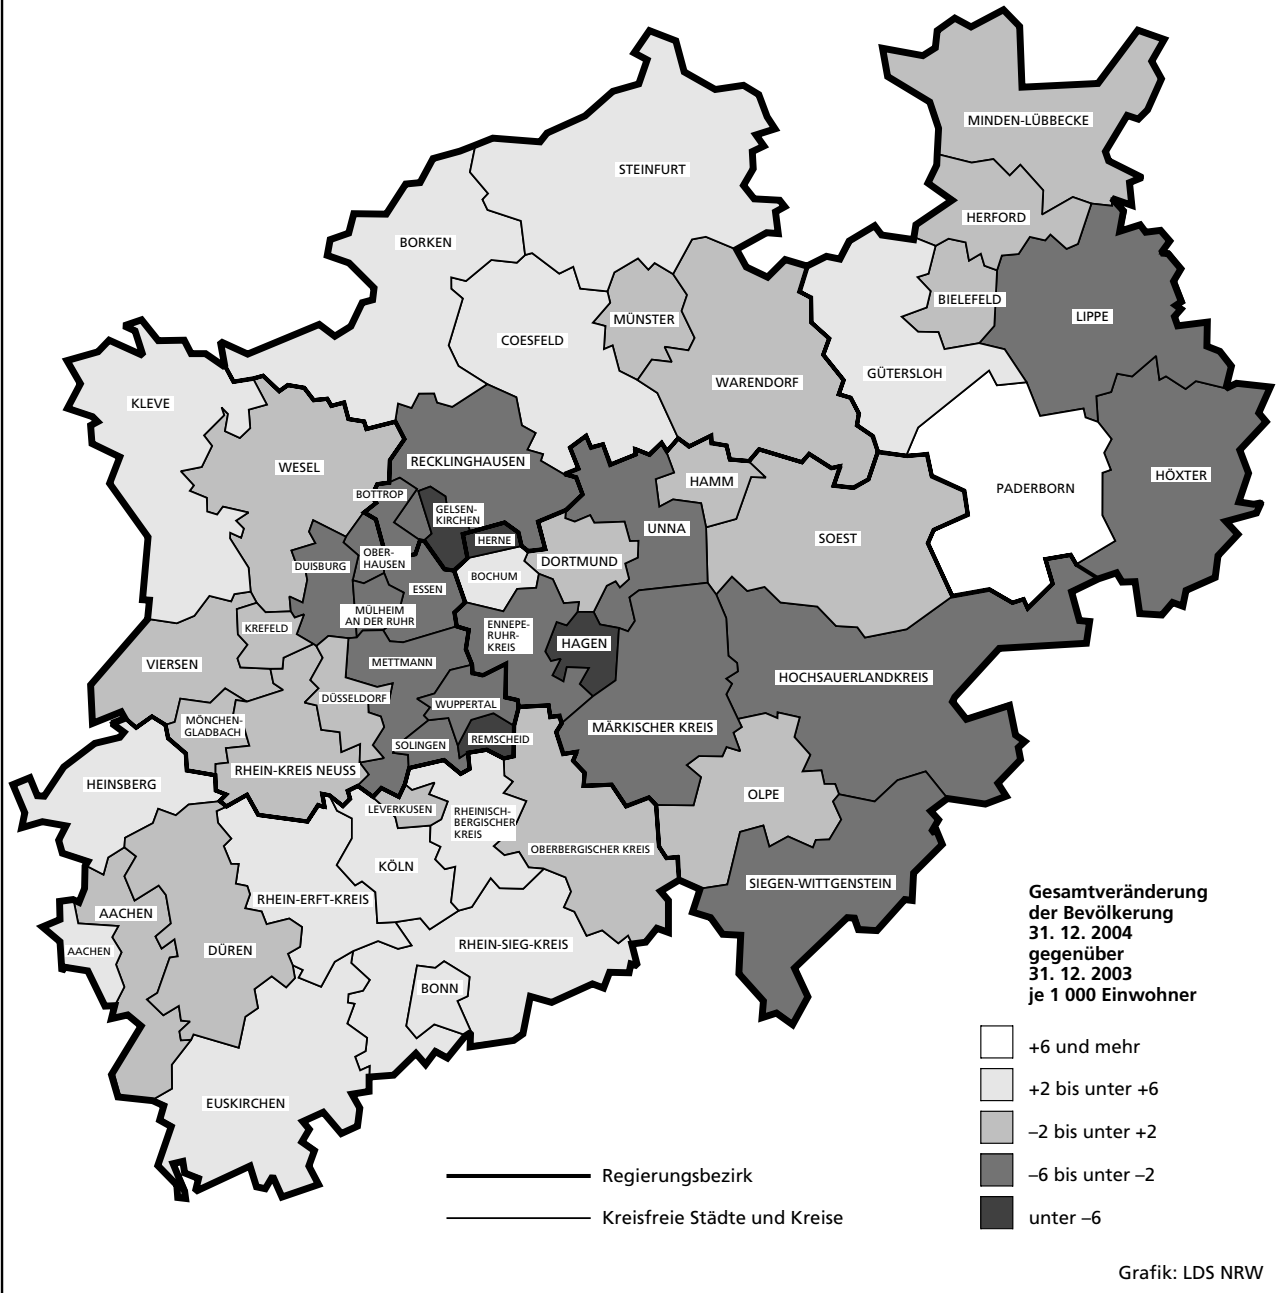 MINDEN-LÜBBECKE
STEINFURT
HERFORD
BORKEN
BIELEFELD
LIPPE
MÜNSTER
COESFELD
GÜTERSLOH
WARENDORF
KLEVE
RECKLINGHAUSEN
WESEL
HÖXTER
HAMM
PADERBORN
BOTTROP
GELSEN-
KIRCHEN
UNNA
SOEST
HERNE
OBER-
HAUSEN
DORTMUND
DUISBURG
BOCHUM
ESSEN
MÜLHEIM
AN DER RUHR
KREFELD
ENNEPE-
RUHR-
KREIS
HAGEN
VIERSEN
METTMANN
HOCHSAUERLANDKREIS
DÜSSELDORF
WUPPERTAL
MÖNCHEN-
GLADBACH
MÄRKISCHER KREIS
SOLINGEN
REMSCHEID
RHEIN-KREIS NEUSS
HEINSBERG
OLPE
LEVERKUSEN
RHEINISCH-
BERGISCHER
KREIS
OBERBERGISCHER KREIS
KÖLN
SIEGEN-WITTGENSTEIN
RHEIN-ERFT-KREIS
AACHEN
RHEIN-SIEG-KREIS
AACHEN
DÜREN
BONN
EUSKIRCHEN
Gesamtveränderung
der Bevölkerung
31. 12. 2004
gegenüber
31. 12. 2003
je 1 000 Einwohner
+6 und mehr
+2 bis unter +6
–2 bis unter +2
–6 bis unter –2
unter –6
Regierungsbezirk
Kreisfreie Städte und Kreise
Grafik: LDS NRW